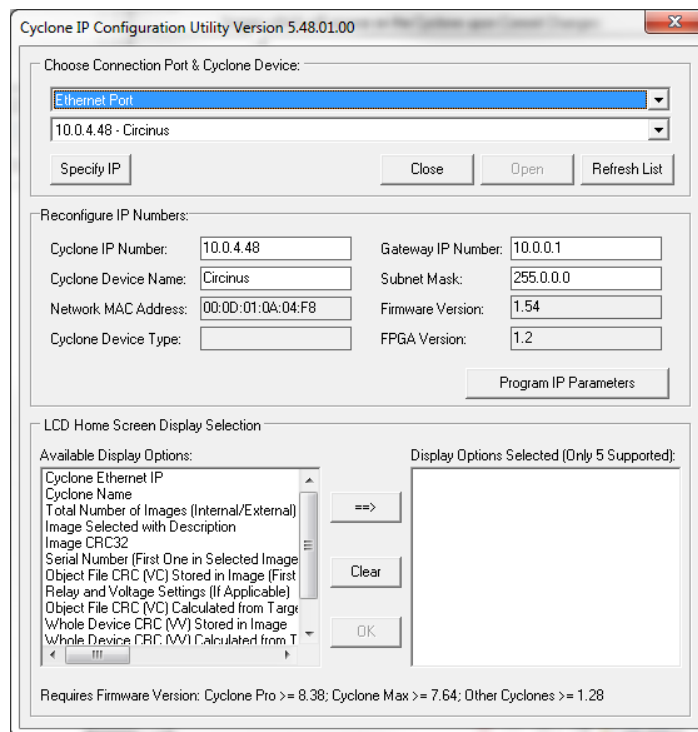 Cyclone IP Configuration Utility Version 5.48.01.00
Choose Connection Port & Cyclone Device:
Ethernet Port
10.0.4.48 - Circinus
Specify IP Close Open Refresh List
Reconfigure IP Numbers:
Cyclone IP Number: 10.0.4.48 Gateway IP Number: 10.0.0.1
Cyclone Device Name: Circinus Subnet Mask: 255.0.0.0
Network MAC Address: 00:0D:01:0A:04:F8 Firmware Version: 1.54
Cyclone Device Type: FPGA Version: 1.2
Program IP Parameters
LCD Home Screen Display Selection
Available Display Options: Display Options Selected (Only 5 Supported):
Cyclone Ethernet IP
Cyclone Name
Total Number of Images (Internal/External)
Image Selected with Description
==>
Image CRC32
Serial Number (First One in Selected Image
Object File CRC (VC) Stored in Image (First
Clear
Relay and Voltage Settings (If Applicable)
Object File CRC (VC) Calculated from Targe
Whole Device CRC (VV) Stored in Image
OK
Whole Device CRC (VV) Calculated from T
Requires Firmware Version: Cyclone Pro >= 8.38; Cyclone Max >= 7.64; Other Cyclones >= 1.28